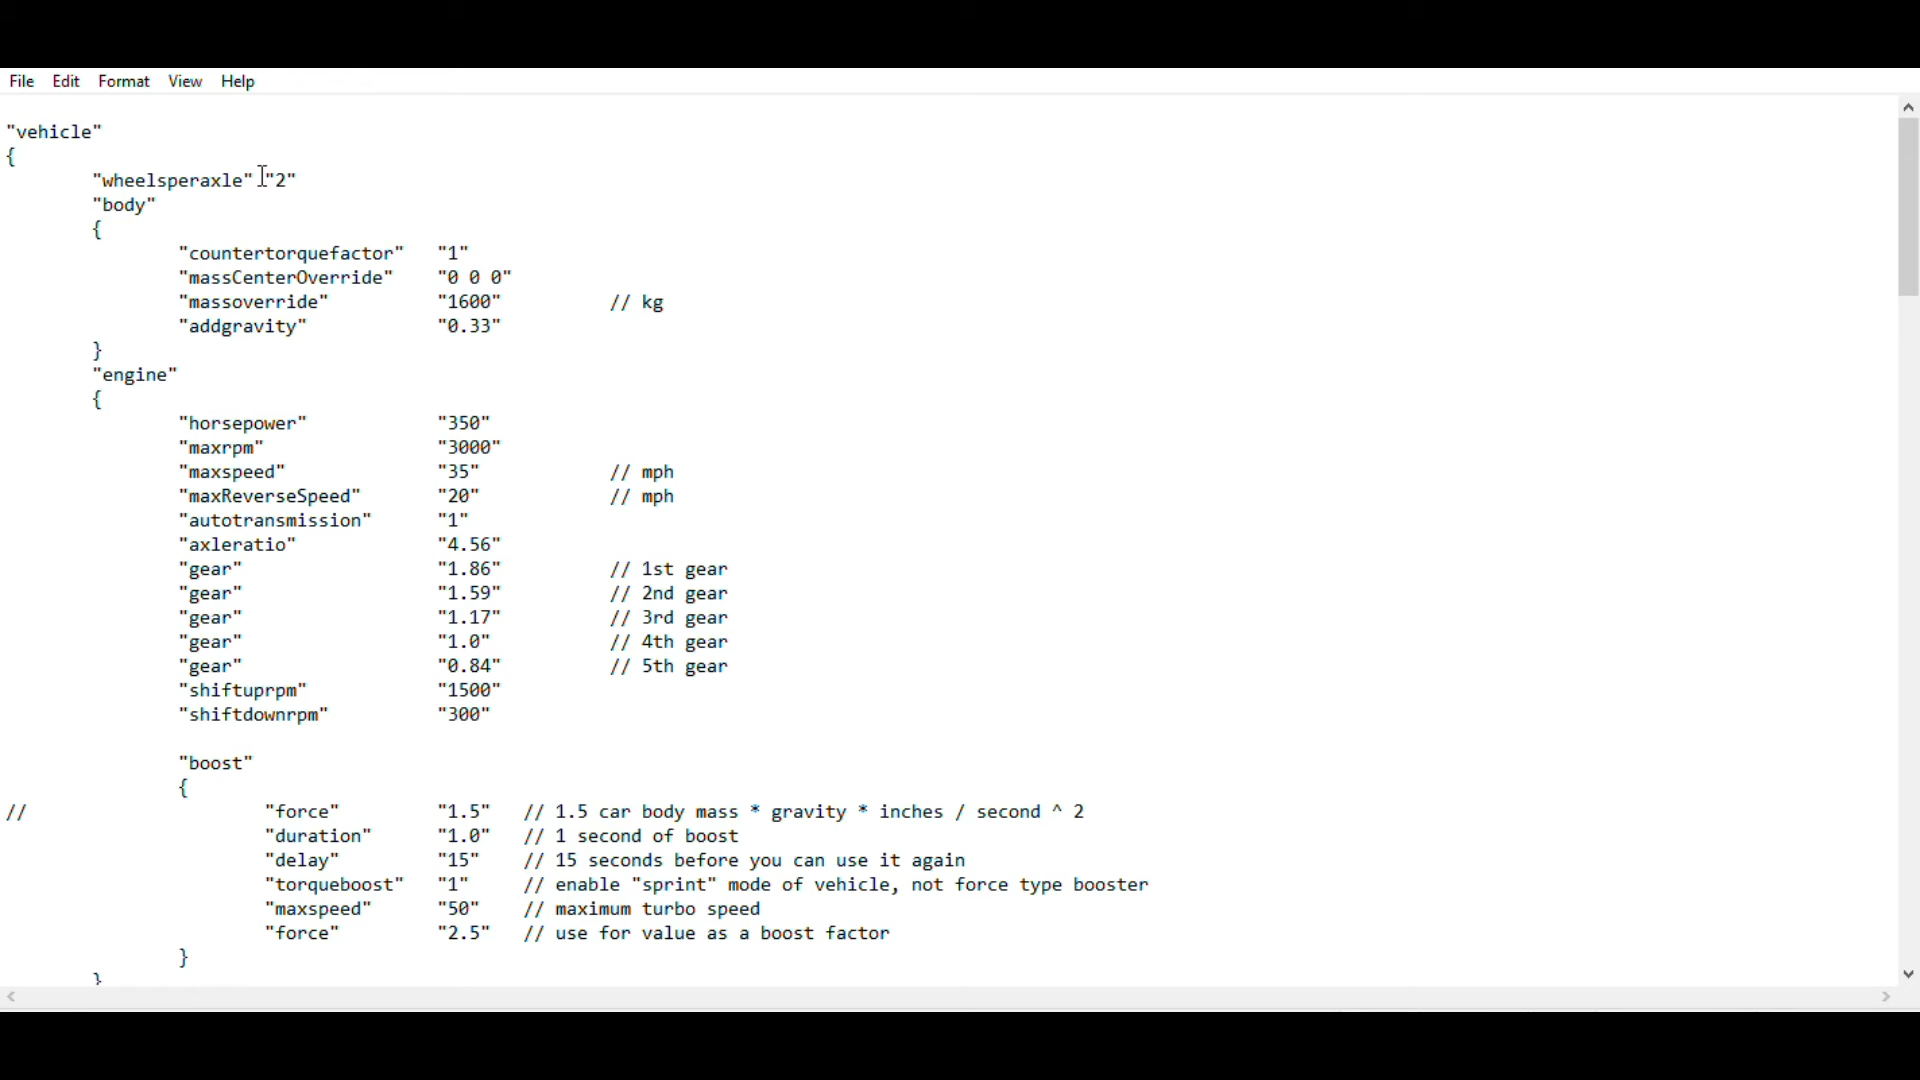 File Edit Format View Help
"vehicle"
{
"wheelsperaxle" "2"
"body"
{
"countertorquefactor" "1"
"massCenterOverride" "0 0 0"
"massoverride" "1600" // kg
"addgravity" "0.33"
}
"engine"
{
"horsepower" "350"
"maxrpm" "3000"
"maxspeed" "35" // mph
"maxReverseSpeed" "20" // mph
"autotransmission" "1"
"axleratio" "4.56"
"gear" "1.86" // 1st gear
"gear" "1.59" // 2nd gear
"gear" "1.17" // 3rd gear
"gear" "1.0" // 4th gear
"gear" "0.84" // 5th gear
"shiftuprpm" "1500"
"shiftdownrpm" "300"
"boost"
{
// "force" "1.5" // 1.5 car body mass * gravity * inches / second ^ 2
"duration" "1.0" // 1 second of boost
"delay" "15" // 15 seconds before you can use it again
"torqueboost" "1" // enable "sprint" mode of vehicle, not force type booster
"maxspeed" "50" // maximum turbo speed
"force" "2.5" // use for value as a boost factor
}
}